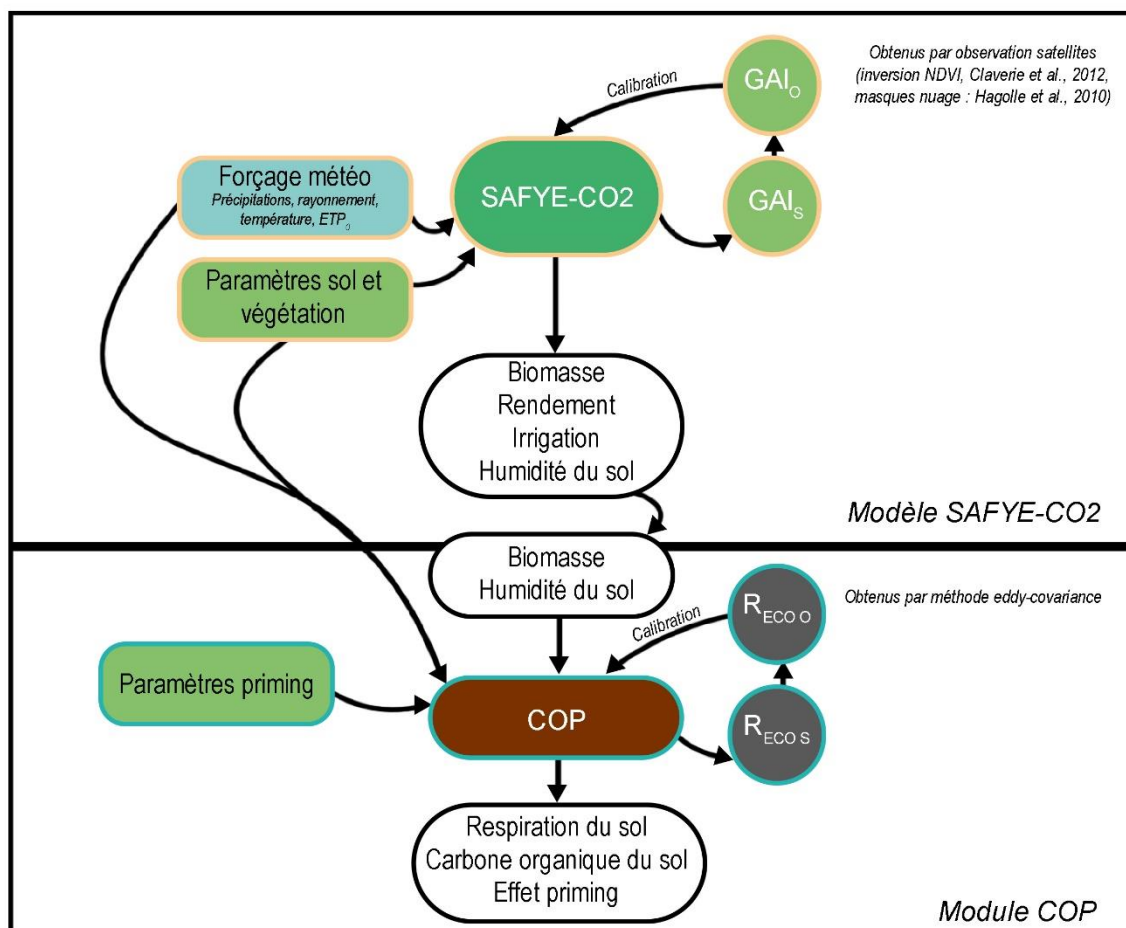 Obtenus par observation satellites
(inversion NDVI, Claverie et al., 2012,
masques nuage : Hagolle et al., 2010)
GAIO
Calibration
Forçage météo
Précipitations, rayonnement,
température, ETP0
SAFYE-CO2
GAIS
Paramètres sol et
végétation
Biomasse
Rendement
Irrigation
Humidité du sol
Modèle SAFYE-CO2
Biomasse
Humidité du sol
RECO O
Obtenus par méthode eddy-covariance
Calibration
Paramètres priming
COP
RECO S
Respiration du sol
Carbone organique du sol
Effet priming
Module COP